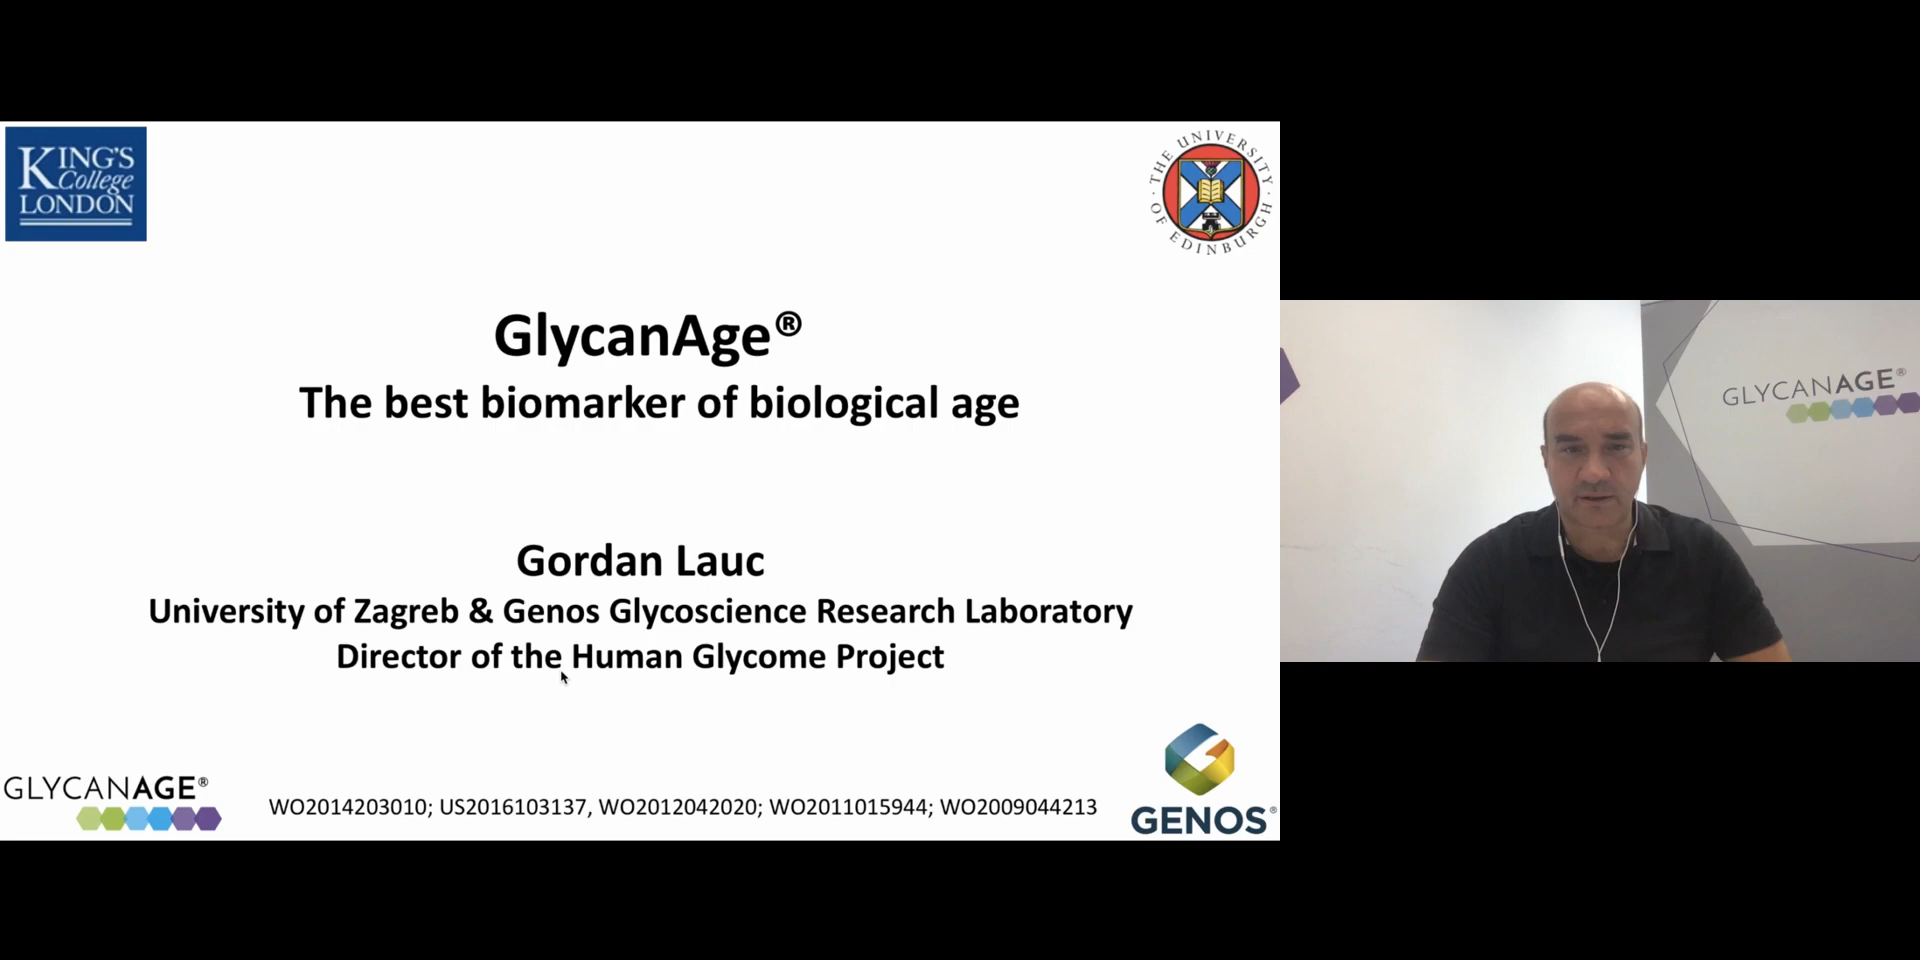 KING'S
College
LONDON
THE UNIVERSITY OF EDINBURGH
GlycanAge®
The best biomarker of biological age
Gordan Lauc
University of Zagreb & Genos Glycoscience Research Laboratory
Director of the Human Glycome Project
GLYCANAGE®
WO2014203010; US2016103137, WO2012042020; WO2011015944; WO2009044213
GENOS®
GLYCANAGE®